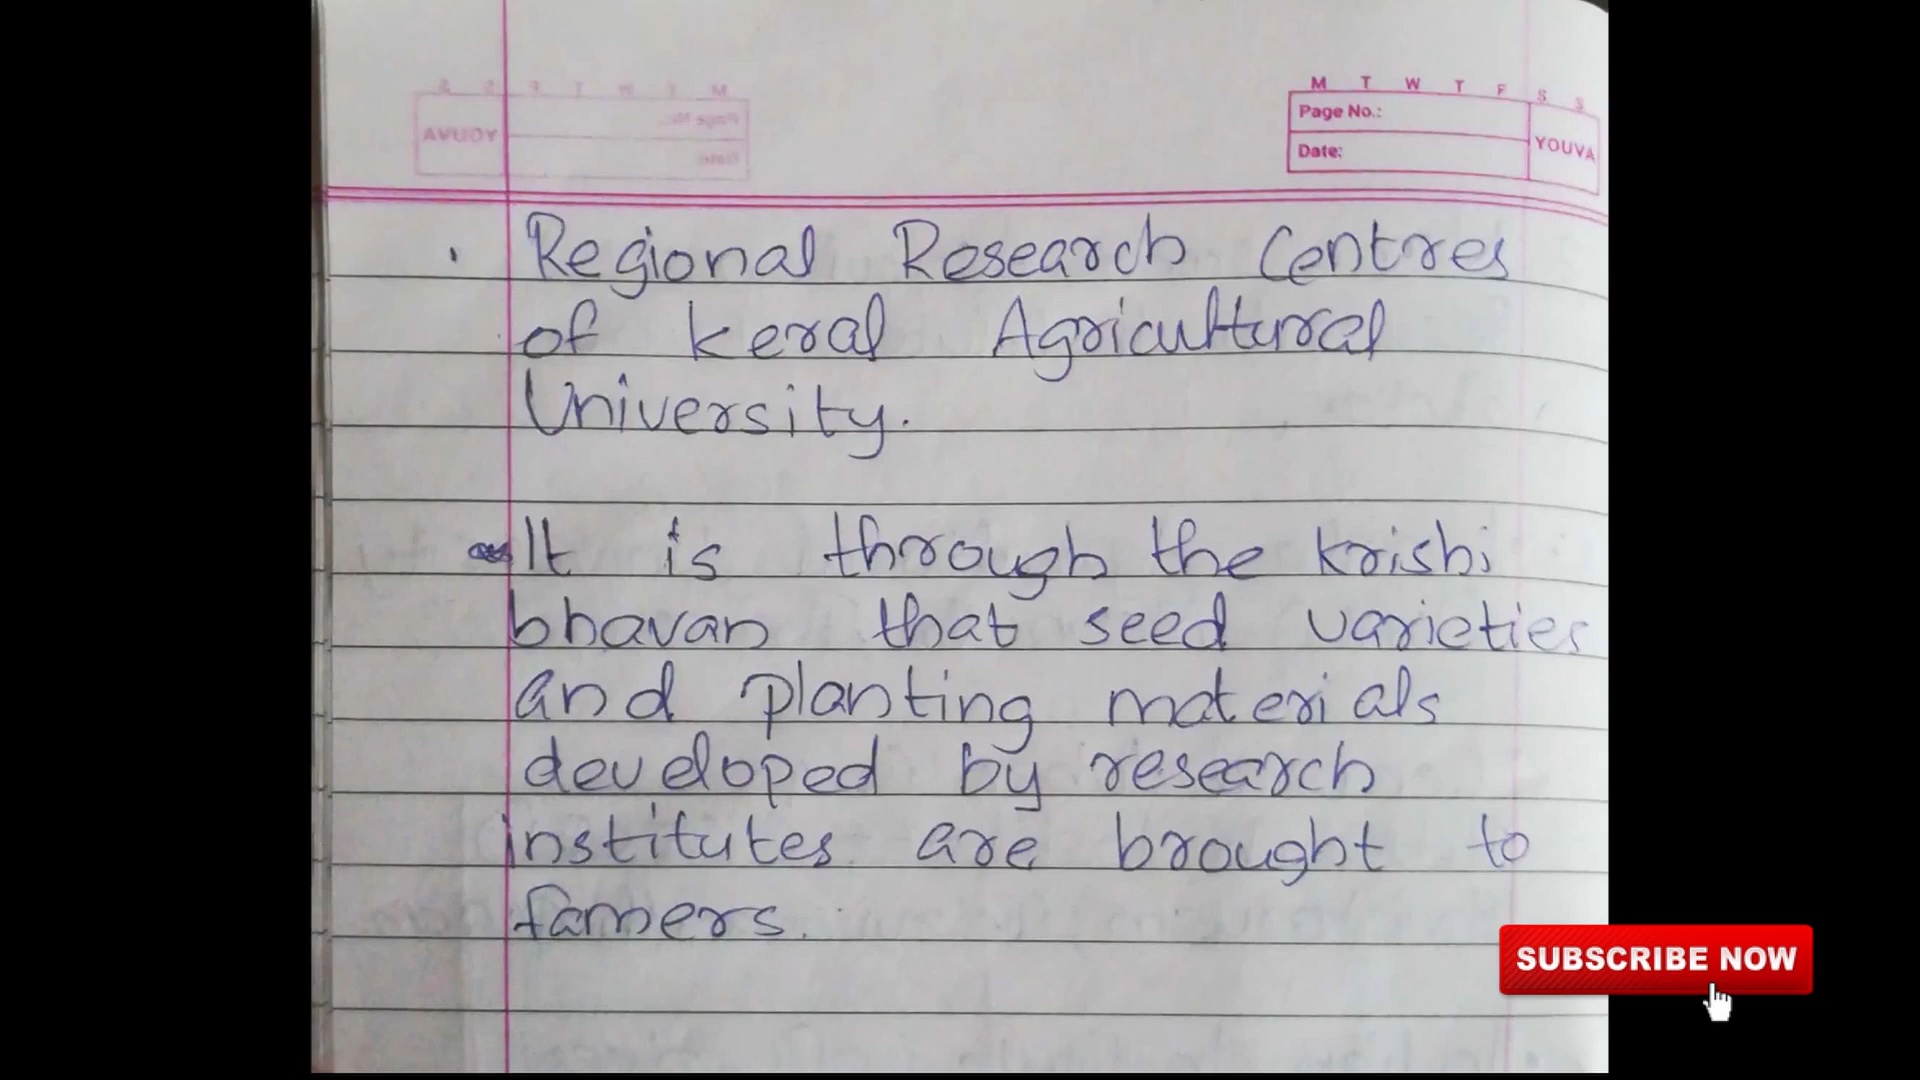 M T W T F S S
Page No.:
Date:
YOUVA
. Regional Research Centres
of Keral Agricultural
University.
It is through the Krishi
bhavan that seed varieties
and planting materials
developed by research
institutes are brought to
famers.
SUBSCRIBE NOW